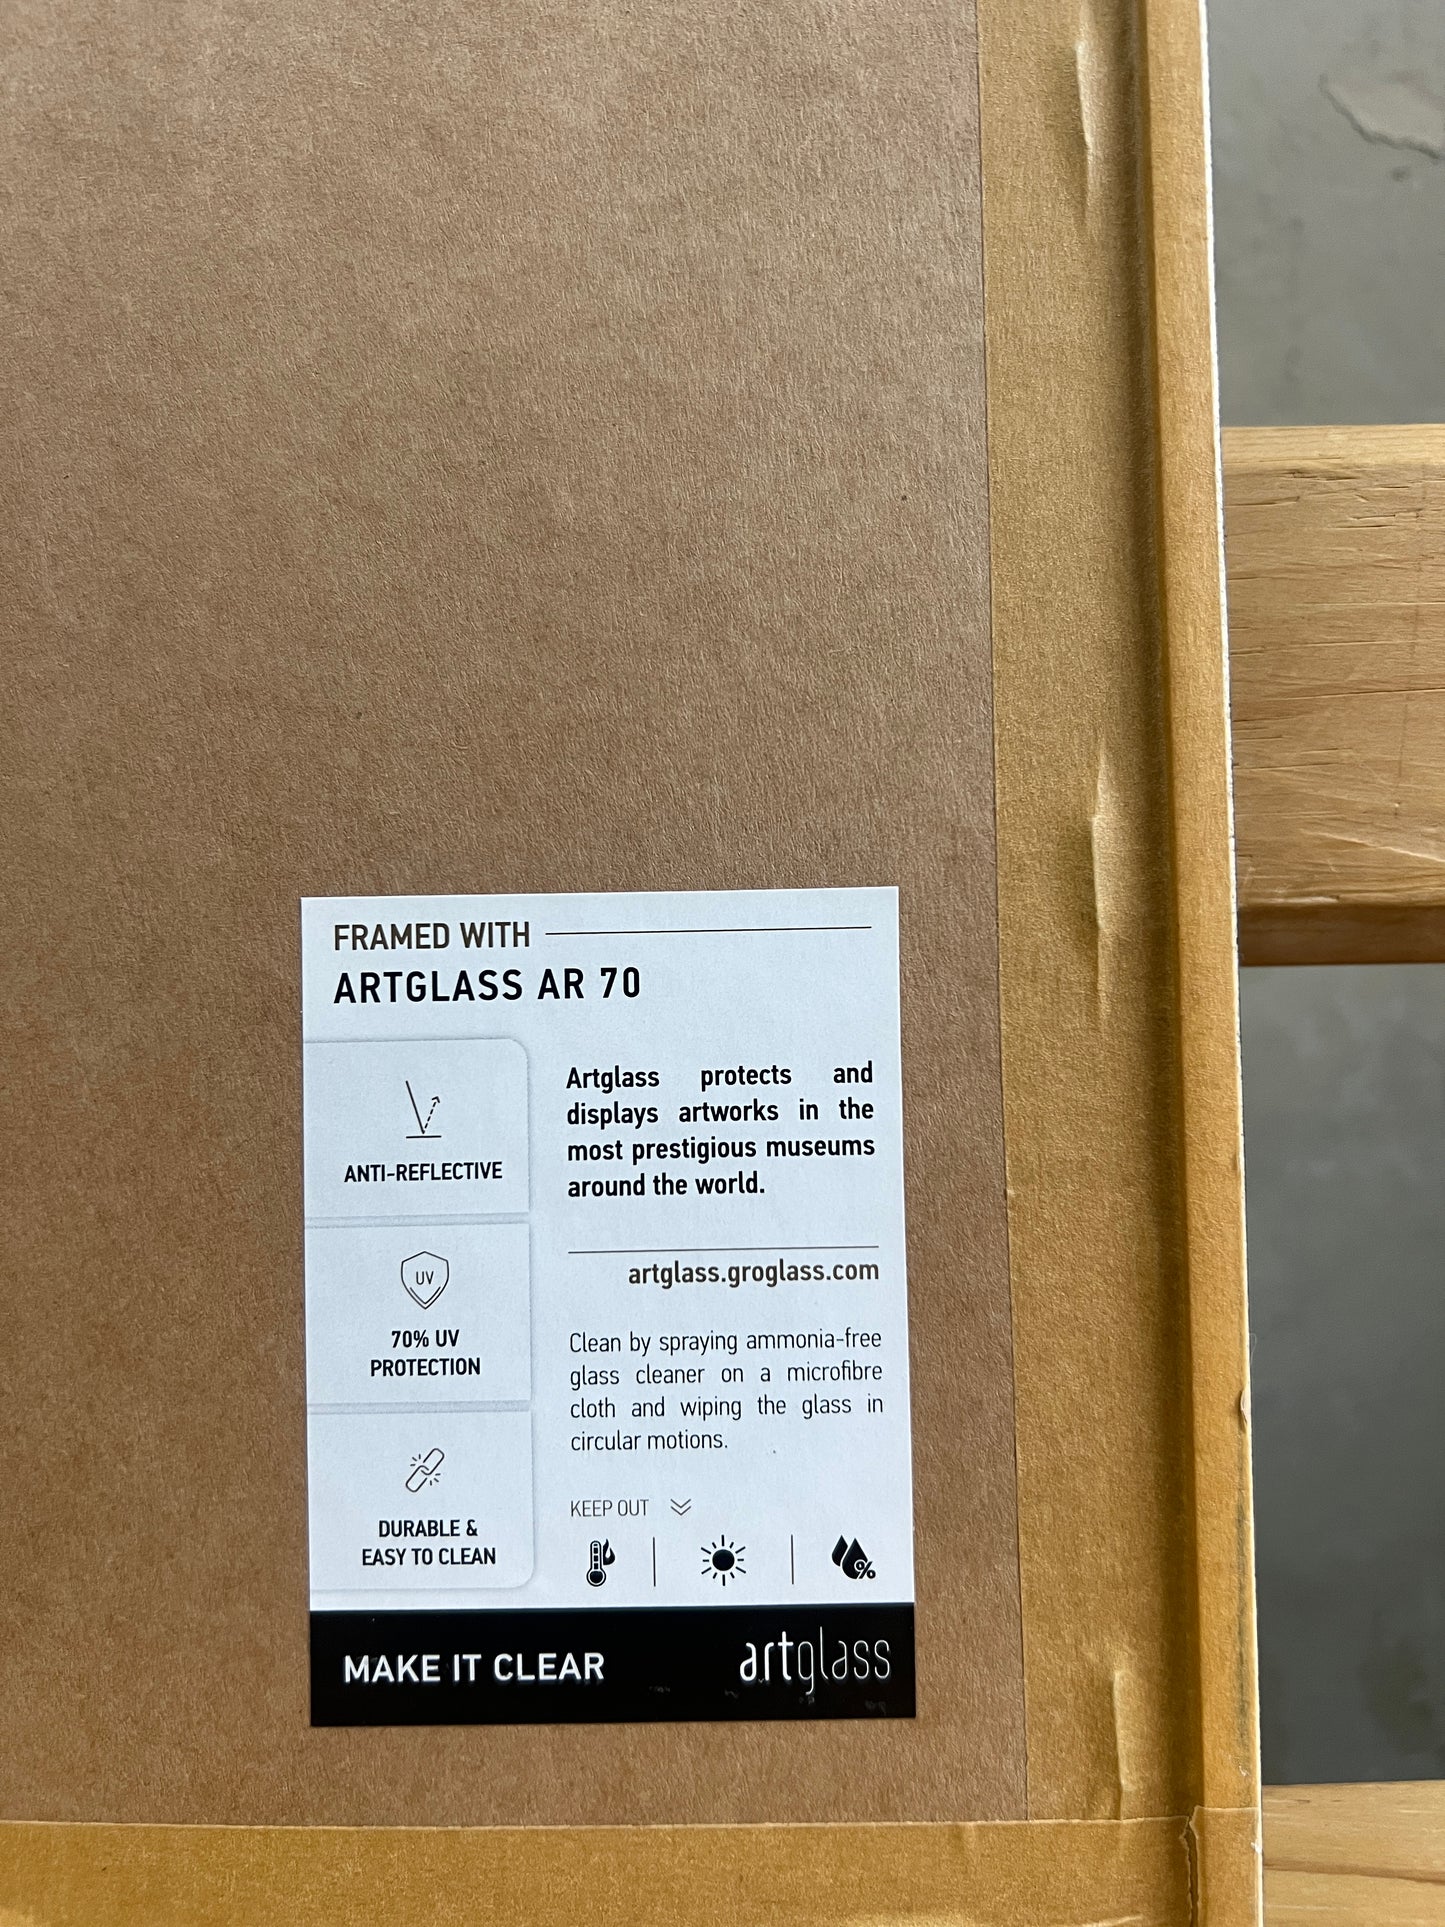 FRAMED WITH
ARTGLASS AR 70
ANTI-REFLECTIVE
UV
70% UV
PROTECTION
DURABLE &
EASY TO CLEAN
Artglass protects and
displays artworks in the
most prestigious museums
around the world.
artglass.groglass.com
Clean by spraying ammonia-free
glass cleaner on a microfibre
cloth and wiping the glass in
circular motions.
KEEP OUT
%
MAKE IT CLEAR
artglass